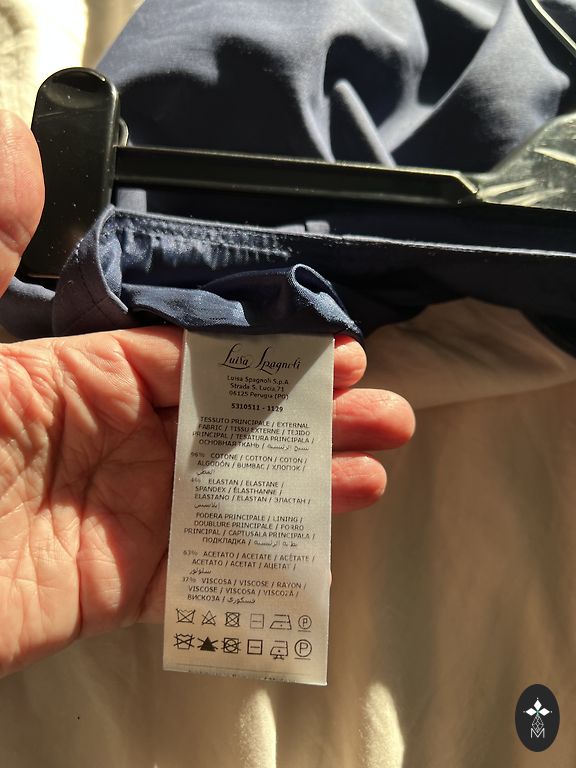 Luisa Spagnoli
Luisa Spagnoli S.p.A.
Strada S. Lucia,71
06125 Perugia (PG)
5310511 - 1129
TESSUTO PRINCIPALE / EXTERNAL
FABRIC / TISSU EXTERNE / TEJIDO
PRINCIPAL / TESATURA PRINCIPALA /
ОСНОВНАЯ ТКАНЬ /
96% COTONE / COTTON / COTON /
ALGODÓN / BUMBAC / ХЛОПОК /
4% ELASTAN / ELASTANE /
SPANDEX / ÉLASTHANNE /
ELASTANO / ELASTAN / ЭЛАСТАН /
FODERA PRINCIPALE / LINING /
DOUBLURE PRINCIPALE / FORRO
PRINCIPAL / CAPTUSALA PRINCIPALA /
ПОДКЛАДКА /
63% ACETATO / ACETATE / ACÉTATE /
ACETATO / ACETAT / АЦЕТАТ /
37% VISCOSA / VISCOSE / RAYON /
VISCOSE / VISCOSA /
ВИСКОЗА /
P
P
M